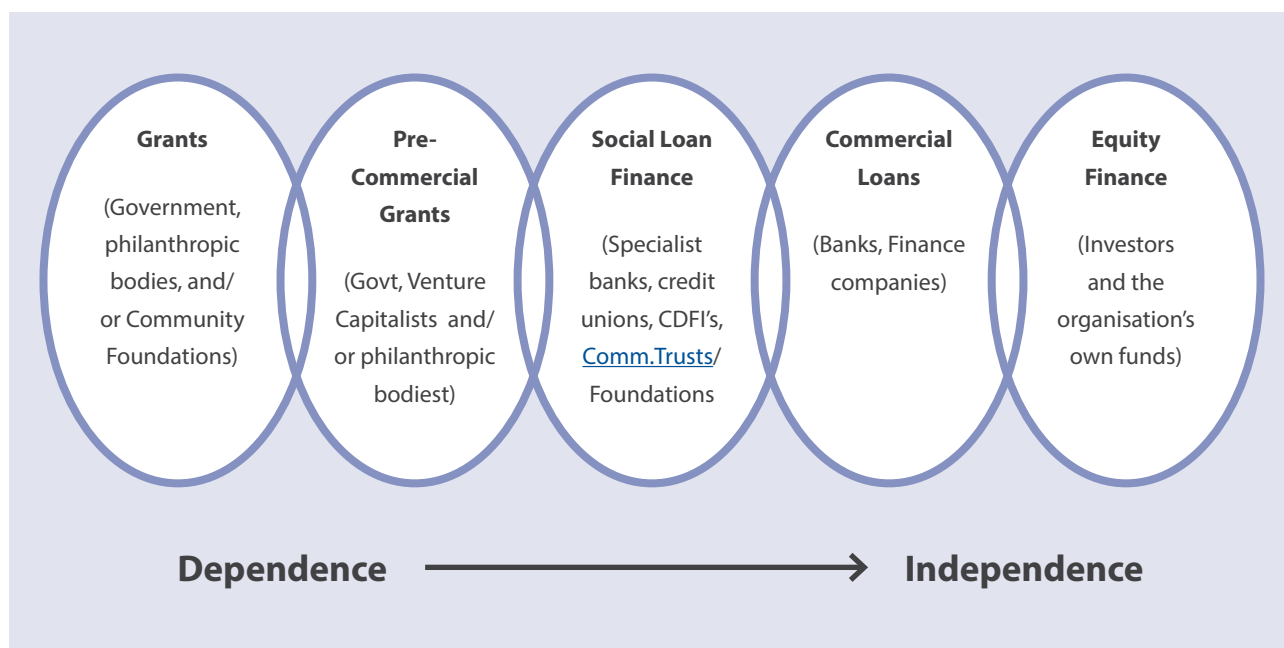 Grants
(Government,
philanthropic
bodies, and/
or Community
Foundations)
Pre-
Commercial
Grants
(Govt, Venture
Capitalists and/
or philanthropic
bodiest)
Social Loan
Finance
(Specialist
banks, credit
unions, CDFI's,
Comm.Trusts/
Foundations
Commercial
Loans
(Banks, Finance
companies)
Equity
Finance
(Investors
and the
organisation's
own funds)
Dependence
Independence